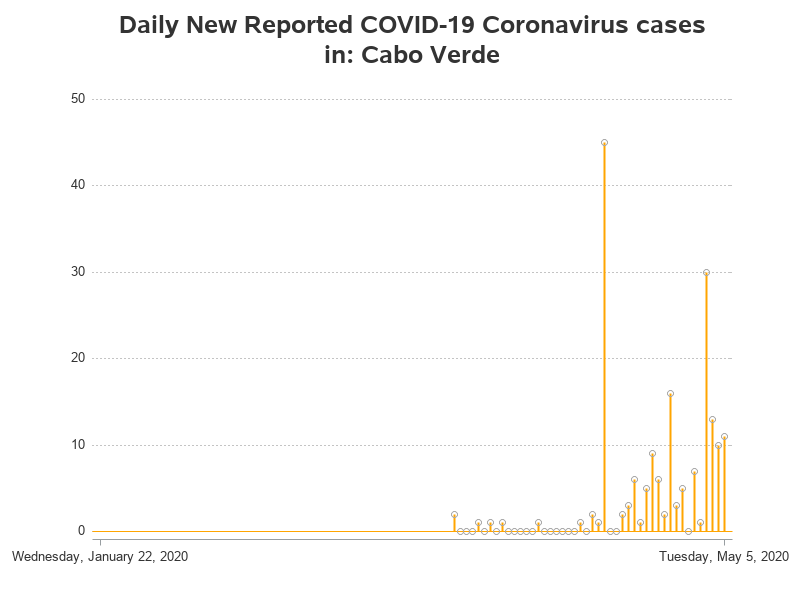 Daily New Reported COVID-19 Coronavirus cases
in: Cabo Verde
50
40
30
20
10
0
Wednesday, January 22, 2020
Tuesday, May 5, 2020